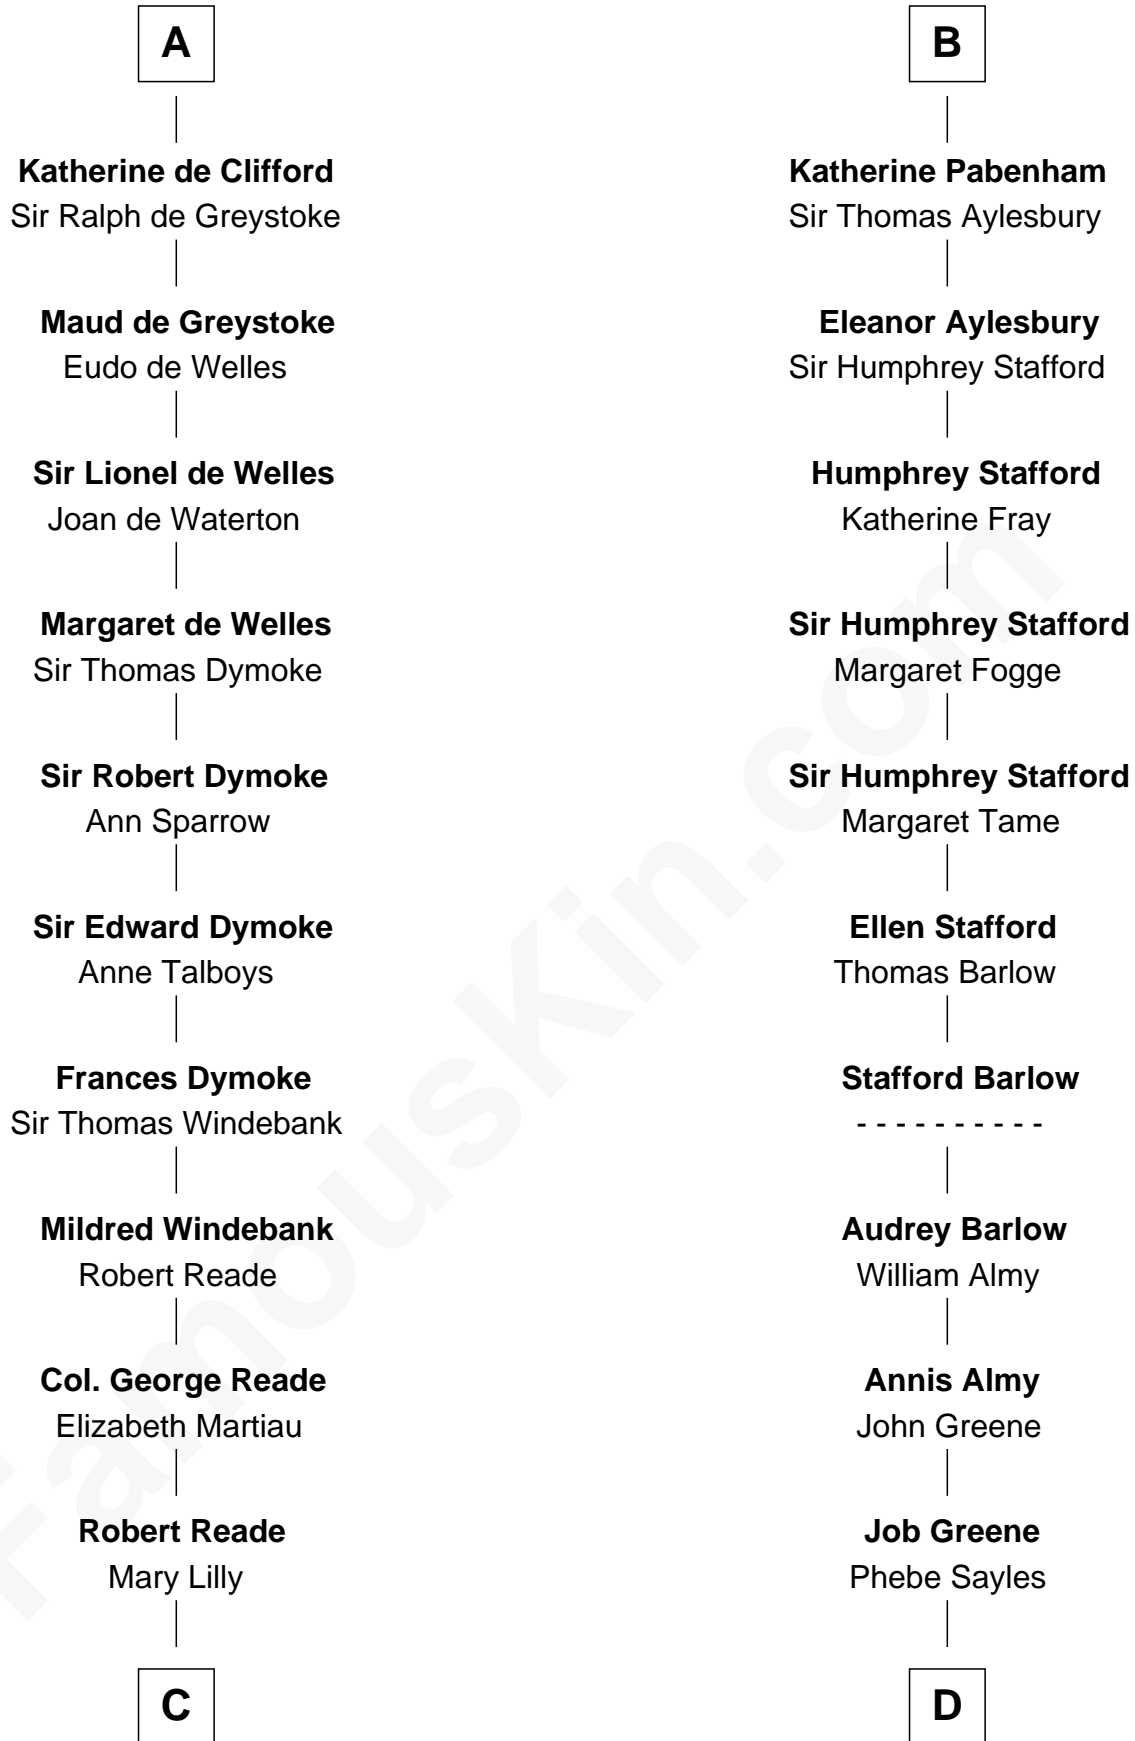 A
Katherine de Clifford
Sir Ralph de Greystoke
Maud de Greystoke
Eudo de Welles
Sir Lionel de Welles
Joan de Waterton
Margaret de Welles
Sir Thomas Dymoke
Sir Robert Dymoke
Ann Sparrow
Sir Edward Dymoke
Anne Talboys
Frances Dymoke
Sir Thomas Windebank
Mildred Windebank
Robert Reade
Col. George Reade
Elizabeth Martiau
Robert Reade
Mary Lilly
C
B
Katherine Pabenham
Sir Thomas Aylesbury
Eleanor Aylesbury
Sir Humphrey Stafford
Humphrey Stafford
Katherine Fray
Sir Humphrey Stafford
Margaret Fogge
Sir Humphrey Stafford
Margaret Tame
Ellen Stafford
Thomas Barlow
Stafford Barlow
- - - - - - - - - -
Audrey Barlow
William Almy
Annis Almy
John Greene
Job Greene
Phebe Sayles
D
FamousKin.com